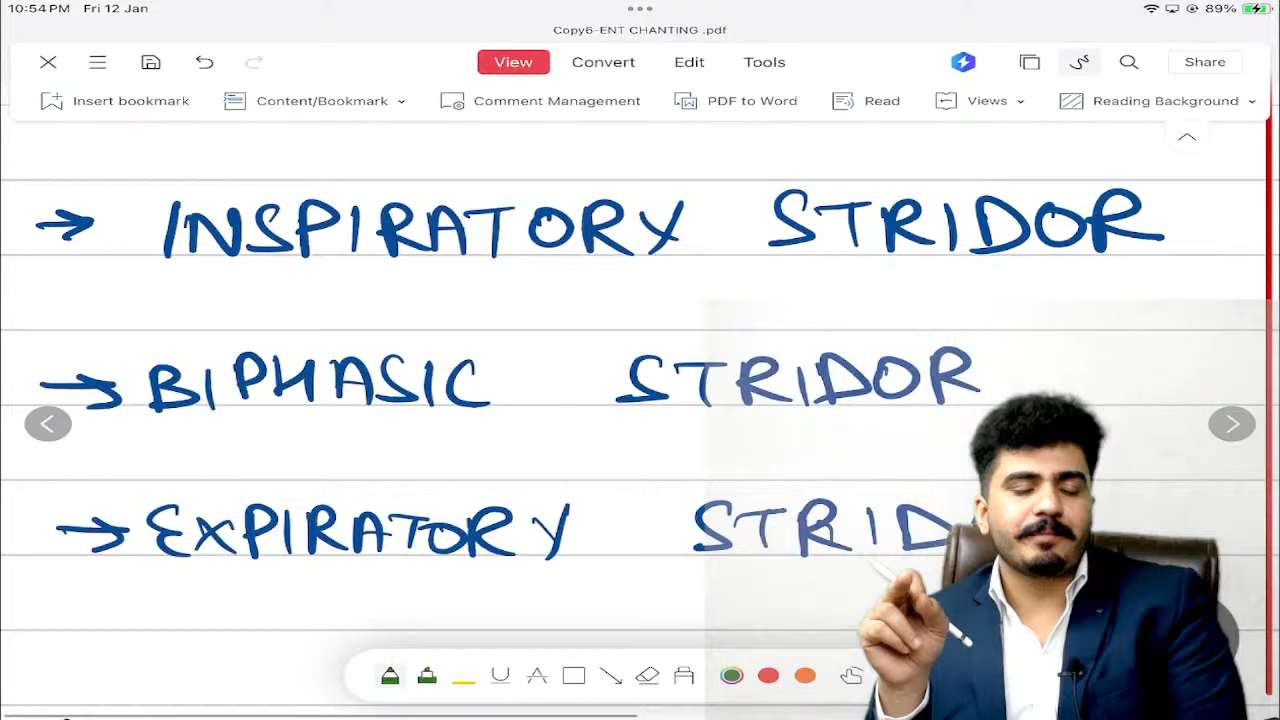 10:54 PM Fri 12 Jan
89%
Copy6-ENT CHANTING .pdf
View Convert Edit Tools Share
Insert bookmark Content/Bookmark Comment Management PDF to Word Read Views Reading Background
→ INSPIRATORY STRIDOR
→ BIPHASIC STRIDOR
→ EXPIRATORY STRID